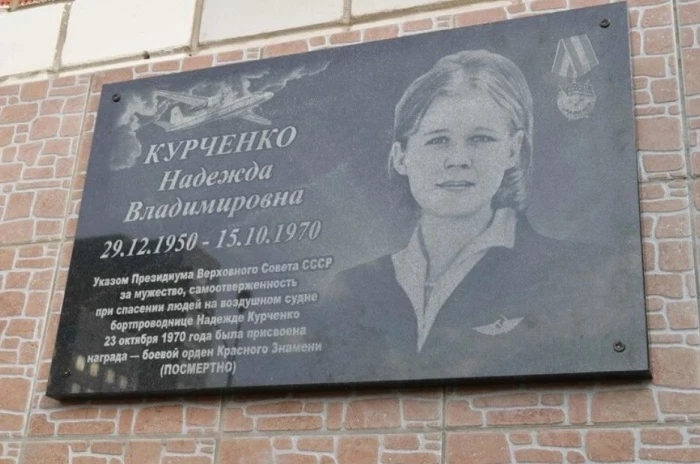 КУРЧЕНКО
Надежда
Владимировна
29.12.1950 - 15.10.1970
Указом Президиума Верховного Совета СССР
за мужество, самоотверженность
при спасении людей на воздушном судне
бортпроводнице Надежде Курченко
23 октября 1970 года была присвоена
награда — боевой орден Красного Знамени
(ПОСМЕРТНО)